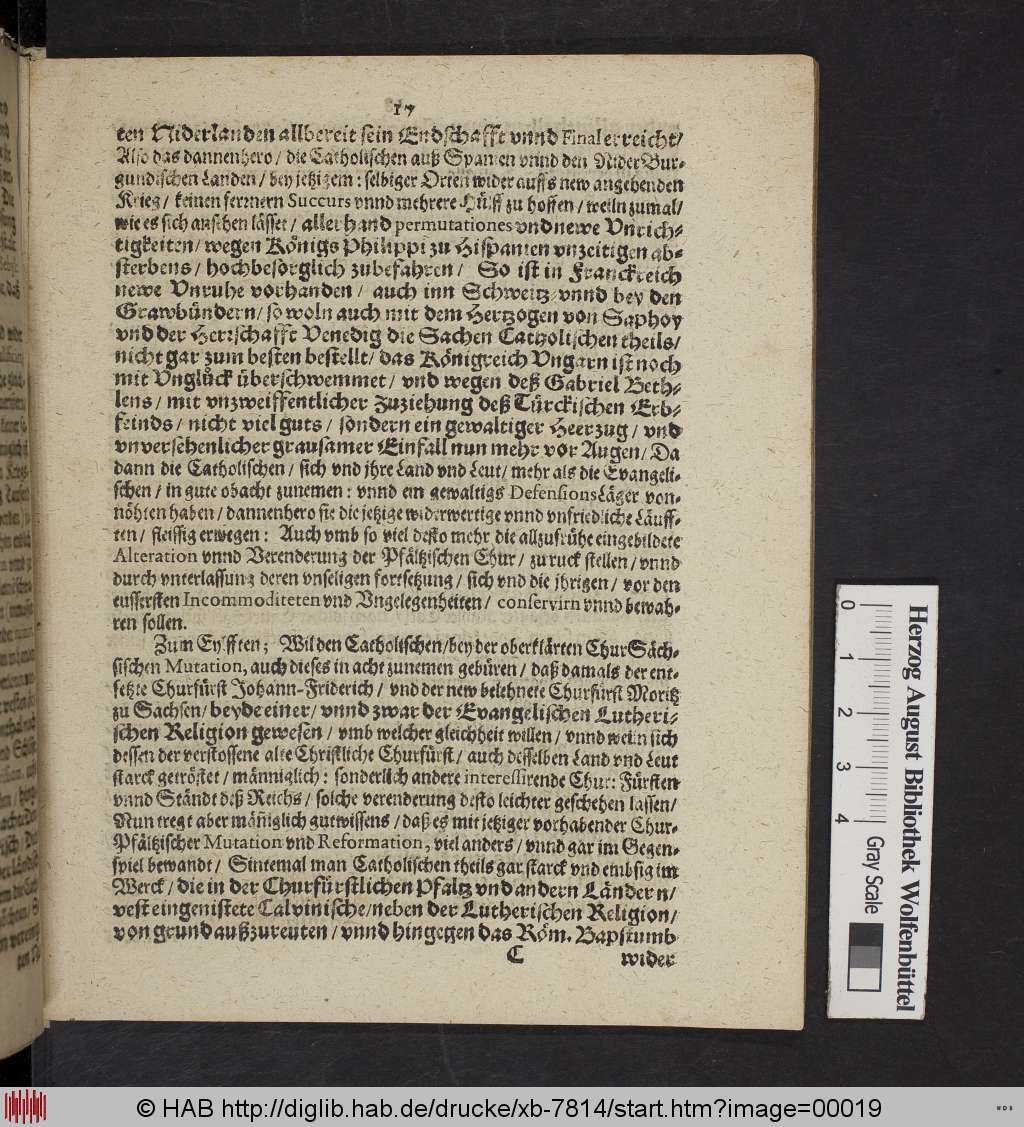 17
ten Niderlanden allbereit sein Endschafft vnnd Final erreicht/
Also das dannenhero / die Catholischen auß Spanien vnnd den NiderBur-
gundischen Landen / bey jetzigem: selbiger Orten wider auffs new angehenden
Krieg / keinen fernern Succurs vnnd mehrere Hülff zu hoffen / weiln zumal/
wie es sich ansehen lässet / allerhand permutationes vnd newe Vnrich-
tigkeiten / wegen Königs Philippi zu Hispanien vnzeitigen ab-
sterbens / hochbesorglich zubefahren / So ist in Franckreich
newe Vnruhe vorhanden / auch inn Schweitz / vnnd bey den
Grawbündern / so woln auch mit dem Hertzogen von Saphoy
vnd der Herrschafft Venedig die Sachen Catholischen theils/
nicht gar zum besten bestellt / das Königreich Vngarn ist noch
mit Vnglück überschwemmet / vnd wegen deß Gabriel Beth-
lens / mit vnzweiffentlicher Zuziehung deß Türckischen Erb-
feinds / nicht viel guts / sondern ein gewaltiger Heerzug / vnd
vnversehenlicher grausamer Einfall nun mehr vor Augen / Da
dann die Catholischen / sich vnd jhre Land vnd Leut / mehr als die Evangeli-
schen / in gute obacht zunemen: vnnd ein gewaltigs DefensionsLäger von-
nöhten haben / dannenhero sie die jetzige widerwertige vnnd vnfriedliche Läuff-
ten / fleissig erwegen: Auch vmb so viel desto mehr die allzufrühe eingebildete
Alteration vnnd Verenderung der Pfältzischen Chur / zu ruck stellen / vnnd
durch vnterlassung deren vnseligen fortsetzung / sich vnd die jhrigen / vor den
eussersten Incommoditeten vnd Vngelegenheiten / conservirn vnnd bewah-
ren sollen.
Zum Eylfften; Wil den Catholischen / bey der oberklärten ChurSäch-
sischen Mutation, auch dieses in acht zunemen gebüren / daß damals der ent-
setzte Churfürst Johann-Friderich / vnd der new belehnete Churfürst Moritz
zu Sachsen / beyde einer / vnnd zwar der Evangelischen Lutheri-
schen Religion gewesen / vmb welcher gleichheit willen / vnnd weiln sich
dessen der verstossene alte Christliche Churfürst / auch desselben Land vnd Leut
starck getröstet / männiglich: sonderlich andere interessirende Chur: Fürsten
vnnd Ständt deß Reichs / solche verenderung desto leichter geschehen lassen/
Nun tregt aber mäniglich gut wissens / daß es mit jetziger vorhabender Chur-
Pfältzischer Mutation vnd Reformation, viel anders / vnnd gar im Gegen-
spiel bewandt / Sintemal man Catholischen theils gar starck vnd embsig im
Werck / die in der Churfürstlichen Pfaltz vnd andern Ländern/
vest eingenistete Calvinische / neben der Lutherischen Religion/
von grund außzureuten / vnnd hingegen das Röm. Bapstumb
C wider
Herzog August Bibliothek Wolfenbüttel
0 1 2 3 4
Gray Scale
© HAB http://diglib.hab.de/drucke/xb-7814/start.htm?image=00019